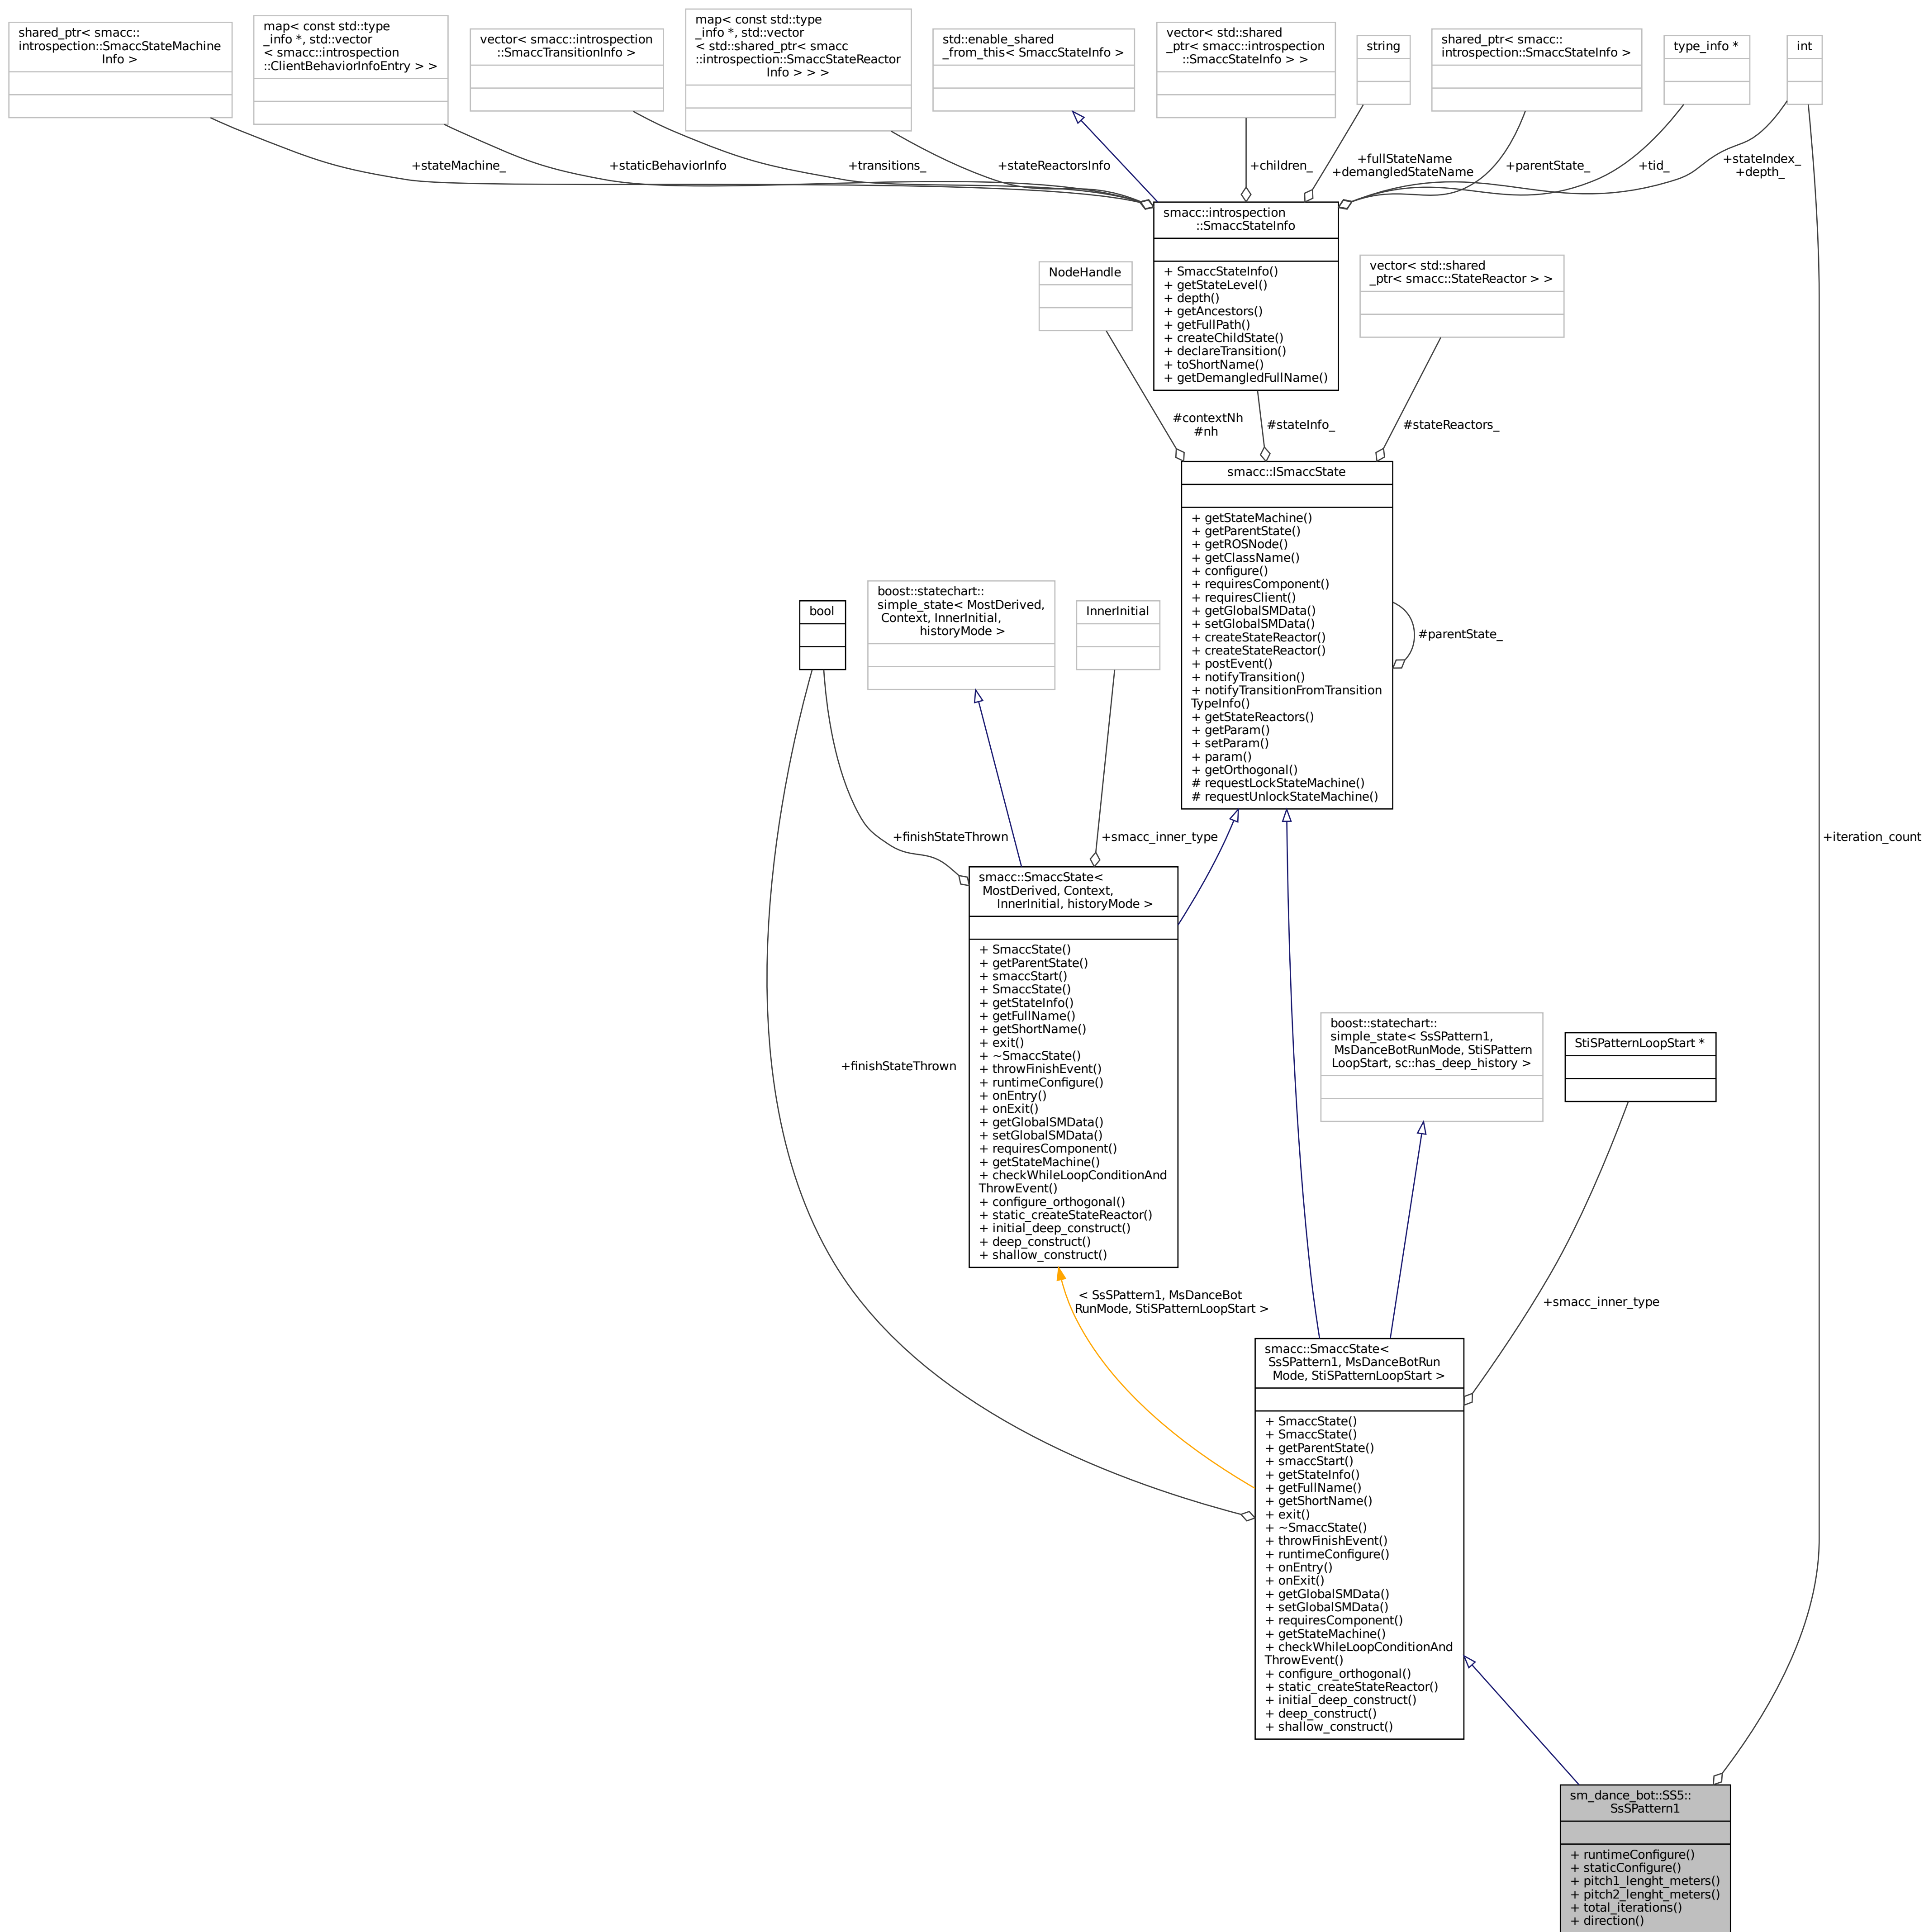 shared_ptr< smacc::
introspection::SmaccStateMachine
Info >
map< const std::type
_info *, std::vector
< smacc::introspection
::ClientBehaviorInfoEntry > >
vector< smacc::introspection
::SmaccTransitionInfo >
map< const std::type
_info *, std::vector
< std::shared_ptr< smacc
::introspection::SmaccStateReactor
Info > > >
std::enable_shared
_from_this< SmaccStateInfo >
vector< std::shared
_ptr< smacc::introspection
::SmaccStateInfo > >
string
shared_ptr< smacc::
introspection::SmaccStateInfo >
type_info *
int
+stateMachine_
+staticBehaviorInfo
+transitions_
+stateReactorsInfo
+children_
+fullStateName
+demangledStateName
+parentState_
+tid_
+stateIndex_
+depth_
smacc::introspection
::SmaccStateInfo
+ SmaccStateInfo()
+ getStateLevel()
+ depth()
+ getAncestors()
+ getFullPath()
+ createChildState()
+ declareTransition()
+ toShortName()
+ getDemangledFullName()
NodeHandle
vector< std::shared
_ptr< smacc::StateReactor > >
#contextNh
#nh
#stateInfo_
#stateReactors_
smacc::ISmaccState
+ getStateMachine()
+ getParentState()
+ getROSNode()
+ getClassName()
+ configure()
+ requiresComponent()
+ requiresClient()
+ getGlobalSMData()
+ setGlobalSMData()
+ createStateReactor()
+ createStateReactor()
+ postEvent()
+ notifyTransition()
+ notifyTransitionFromTransition
TypeInfo()
+ getStateReactors()
+ getParam()
+ setParam()
+ param()
+ getOrthogonal()
# requestLockStateMachine()
# requestUnlockStateMachine()
#parentState_
bool
boost::statechart::
simple_state< MostDerived,
Context, InnerInitial,
historyMode >
InnerInitial
+finishStateThrown
+smacc_inner_type
+iteration_count
smacc::SmaccState<
MostDerived, Context,
InnerInitial, historyMode >
+ SmaccState()
+ getParentState()
+ smaccStart()
+ SmaccState()
+ getStateInfo()
+ getFullName()
+ getShortName()
+ exit()
+ ~SmaccState()
+ throwFinishEvent()
+ runtimeConfigure()
+ onEntry()
+ onExit()
+ getGlobalSMData()
+ setGlobalSMData()
+ requiresComponent()
+ getStateMachine()
+ checkWhileLoopConditionAnd
ThrowEvent()
+ configure_orthogonal()
+ static_createStateReactor()
+ initial_deep_construct()
+ deep_construct()
+ shallow_construct()
+finishStateThrown
boost::statechart::
simple_state< SsSPattern1,
MsDanceBotRunMode, StiSPattern
LoopStart, sc::has_deep_history >
StiSPatternLoopStart *
< SsSPattern1, MsDanceBot
RunMode, StiSPatternLoopStart >
+smacc_inner_type
smacc::SmaccState<
SsSPattern1, MsDanceBotRun
Mode, StiSPatternLoopStart >
+ SmaccState()
+ SmaccState()
+ getParentState()
+ smaccStart()
+ getStateInfo()
+ getFullName()
+ getShortName()
+ exit()
+ ~SmaccState()
+ throwFinishEvent()
+ runtimeConfigure()
+ onEntry()
+ onExit()
+ getGlobalSMData()
+ setGlobalSMData()
+ requiresComponent()
+ getStateMachine()
+ checkWhileLoopConditionAnd
ThrowEvent()
+ configure_orthogonal()
+ static_createStateReactor()
+ initial_deep_construct()
+ deep_construct()
+ shallow_construct()
sm_dance_bot::SS5::
SsSPattern1
+ runtimeConfigure()
+ staticConfigure()
+ pitch1_lenght_meters()
+ pitch2_lenght_meters()
+ total_iterations()
+ direction()